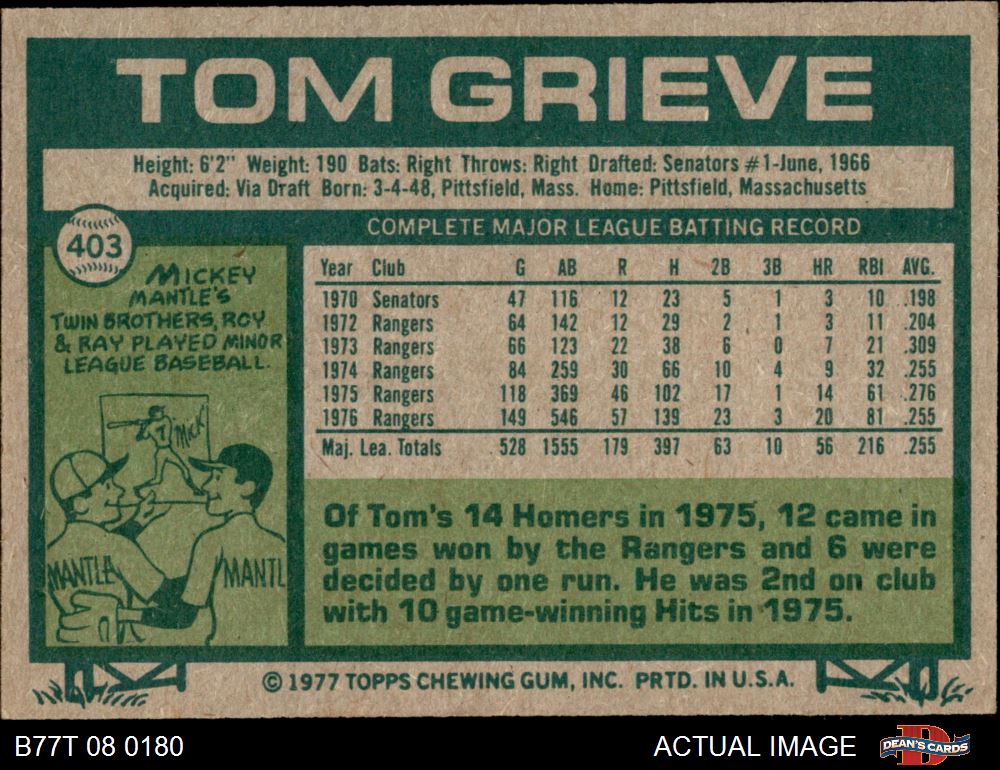 TOM GRIEVE
Height: 6'2" Weight: 190 Bats: Right Throws: Right Drafted: Senators #1-June, 1966
Acquired: Via Draft Born: 3-4-48, Pittsfield, Mass. Home: Pittsfield, Massachusetts
403
MICKEY
MANTLE'S
TWIN BROTHERS, ROY
& RAY PLAYED MINOR
LEAGUE BASEBALL.
MICK
MANTLE
MANTL
COMPLETE MAJOR LEAGUE BATTING RECORD
Year Club G AB R H 2B 3B HR RBI AVG.
1970 Senators 47 116 12 23 5 1 3 10 .198
1972 Rangers 64 142 12 29 2 1 3 11 .204
1973 Rangers 66 123 22 38 6 0 7 21 .309
1974 Rangers 84 259 30 66 10 4 9 32 .255
1975 Rangers 118 369 46 102 17 1 14 61 .276
1976 Rangers 149 546 57 139 23 3 20 81 .255
Maj. Lea. Totals 528 1555 179 397 63 10 56 216 .255
Of Tom's 14 Homers in 1975, 12 came in
games won by the Rangers and 6 were
decided by one run. He was 2nd on club
with 10 game-winning Hits in 1975.
© 1977 TOPPS CHEWING GUM, INC. PRTD. IN U.S.A.
B77T 08 0180
ACTUAL IMAGE
D
DEAN'S CARDS